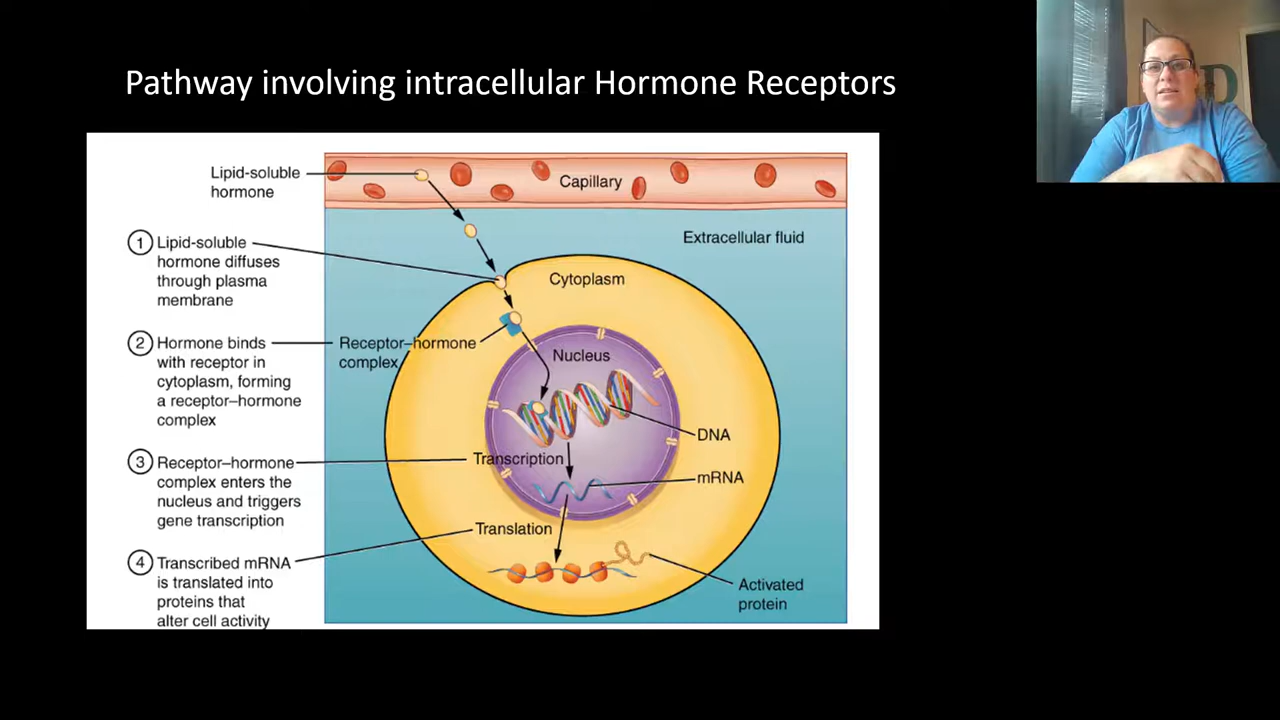 Pathway involving intracellular Hormone Receptors
Lipid-soluble
hormone
Capillary
Extracellular fluid
1 Lipid-soluble
hormone diffuses
through plasma
membrane
Cytoplasm
2 Hormone binds
with receptor in
cytoplasm, forming
a receptor–hormone
complex
Receptor–hormone
complex
Nucleus
DNA
3 Receptor–hormone
complex enters the
nucleus and triggers
gene transcription
Transcription
mRNA
Translation
4 Transcribed mRNA
is translated into
proteins that
alter cell activity
Activated
protein
D